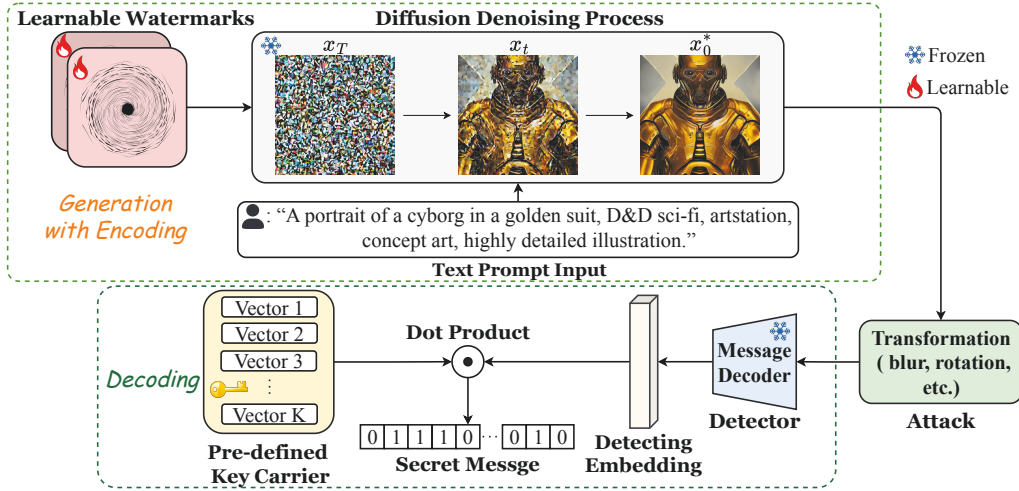 Learnable Watermarks
Diffusion Denoising Process
x_T
x_t
x_0^*
Frozen
Learnable
Generation
with Encoding
: “A portrait of a cyborg in a golden suit, D&D sci-fi, artstation,
concept art, highly detailed illustration.”
Text Prompt Input
Decoding
Vector 1
Vector 2
Vector 3
⋮
Vector K
Pre-defined
Key Carrier
Dot Product
0 1 1 1 0 ... 0 1 0
Secret Messge
Detecting
Embedding
Message
Decoder
Detector
Transformation
( blur, rotation,
etc.)
Attack